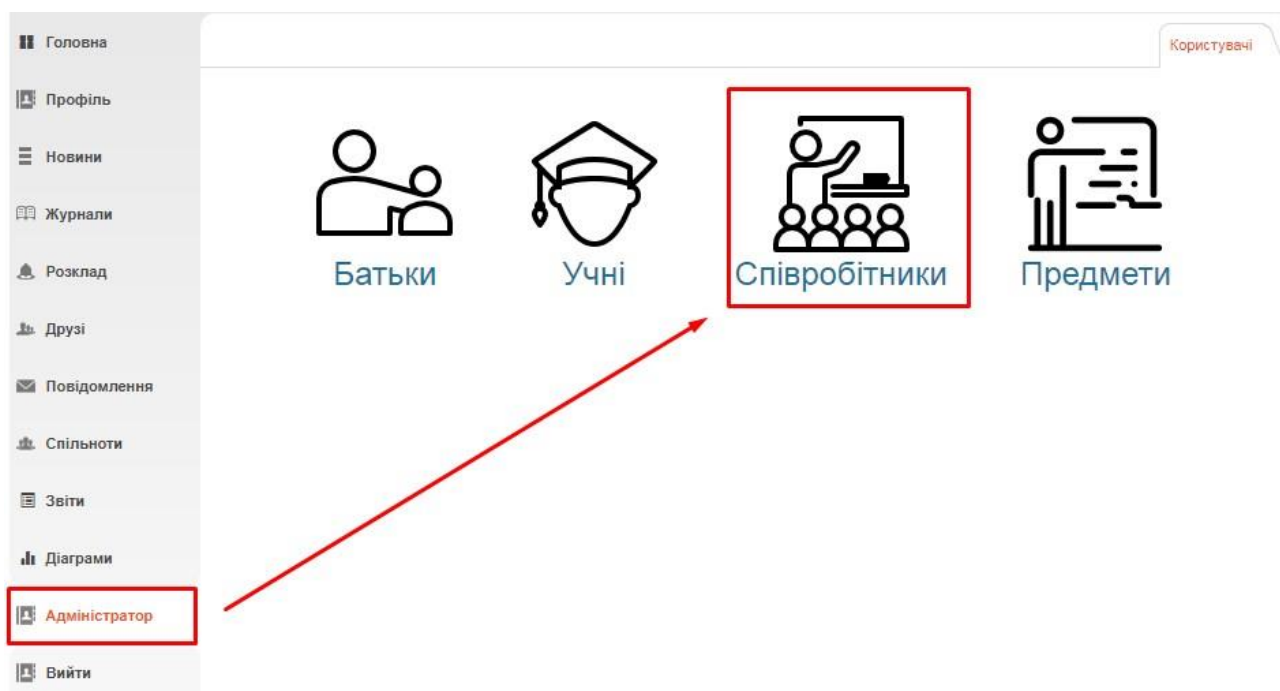 Головна
Користувачі
Профіль
Новини
Журнали
Розклад
Друзі
Повідомлення
Спільноти
Звіти
Діаграми
Адміністратор
Вийти
Батьки
Учні
Співробітники
Предмети